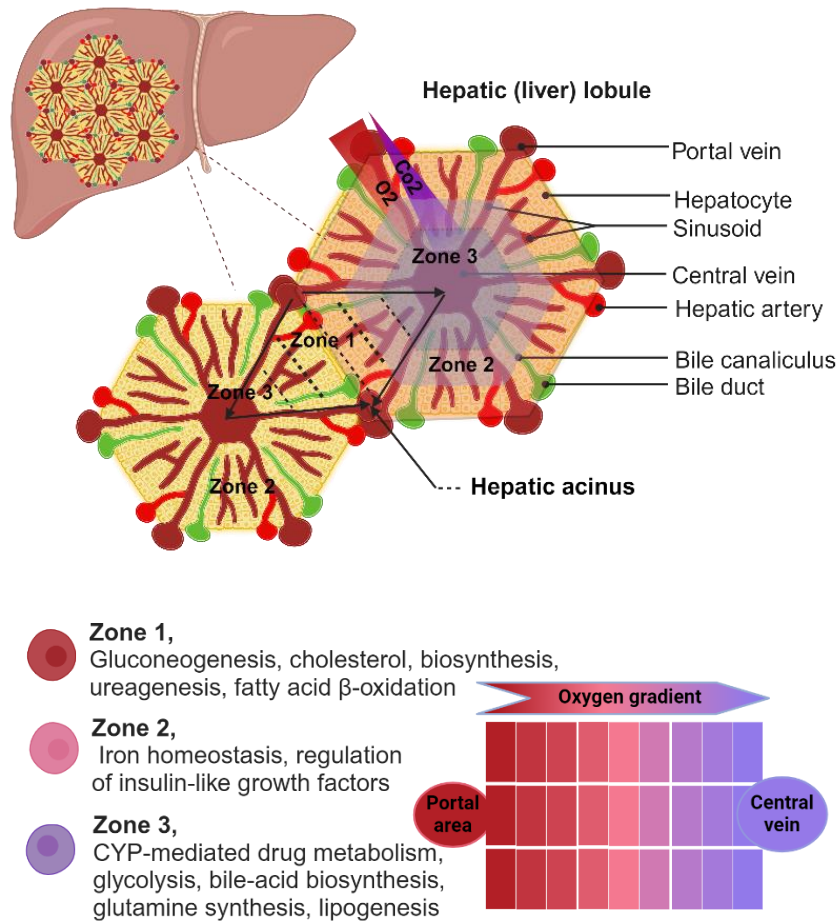 Hepatic (liver) lobule
Portal vein
Hepatocyte
Sinusoid
Central vein
Hepatic artery
Bile canaliculus
Bile duct
O2
Co2
Zone 3
Zone 2
Zone 1
Zone 3
Zone 2
Hepatic acinus
Zone 1,
Gluconeogenesis, cholesterol, biosynthesis,
ureagenesis, fatty acid β-oxidation
Zone 2,
Iron homeostasis, regulation
of insulin-like growth factors
Zone 3,
CYP-mediated drug metabolism,
glycolysis, bile-acid biosynthesis,
glutamine synthesis, lipogenesis
Oxygen gradient
Portal
area
Central
vein